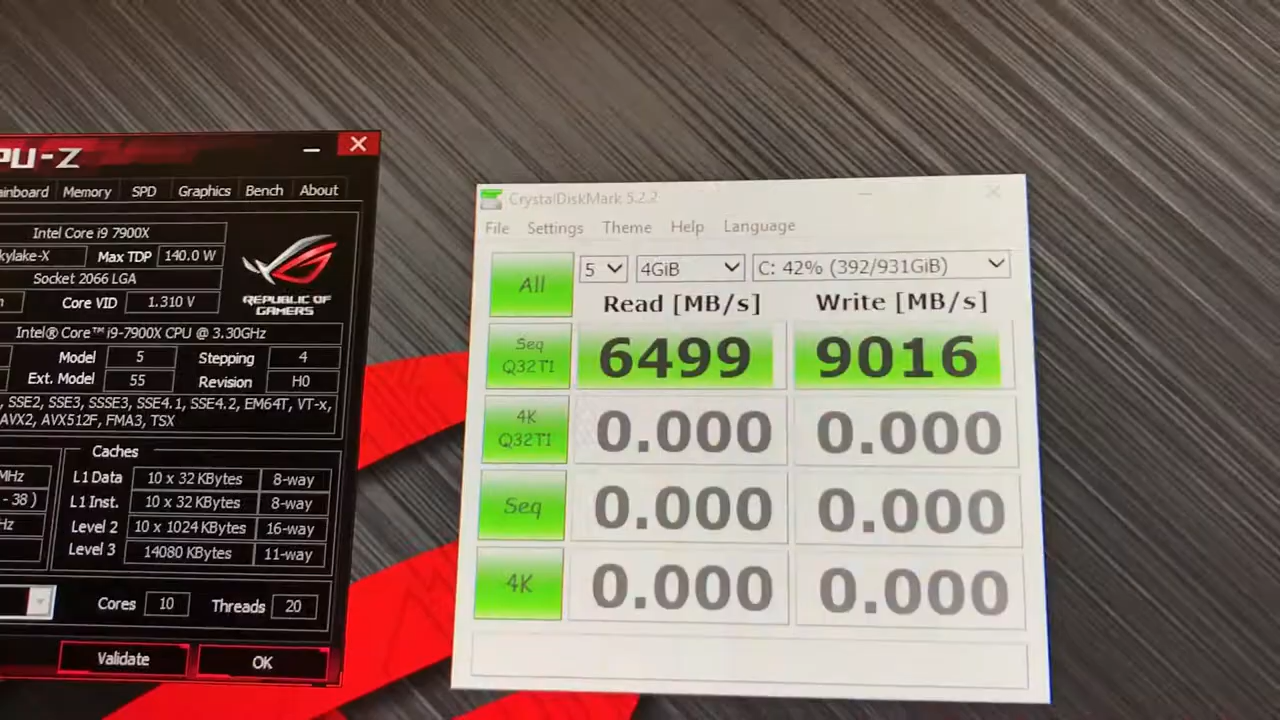 PU-Z
ainboard Memory SPD Graphics Bench About
Intel Core i9 7900X
kylake-X Max TDP 140.0 W
Socket 2066 LGA
Core VID 1.310 V
REPUBLIC OF
GAMERS
Intel® Core™ i9-7900X CPU @ 3.30GHz
Model 5 Stepping 4
Ext. Model 55 Revision H0
, SSE2, SSE3, SSSE3, SSE4.1, SSE4.2, EM64T, VT-x,
AVX2, AVX512F, FMA3, TSX
Caches
MHz L1 Data 10 x 32 KBytes 8-way
- 38 ) L1 Inst. 10 x 32 KBytes 8-way
Hz Level 2 10 x 1024 KBytes 16-way
Level 3 14080 KBytes 11-way
Cores 10 Threads 20
Validate OK
CrystalDiskMark 5.2.2
File Settings Theme Help Language
All 5 4GiB C: 42% (392/931GiB)
Read [MB/s] Write [MB/s]
Seq
Q32T1 6499 9016
4K
Q32T1 0.000 0.000
Seq 0.000 0.000
4K 0.000 0.000